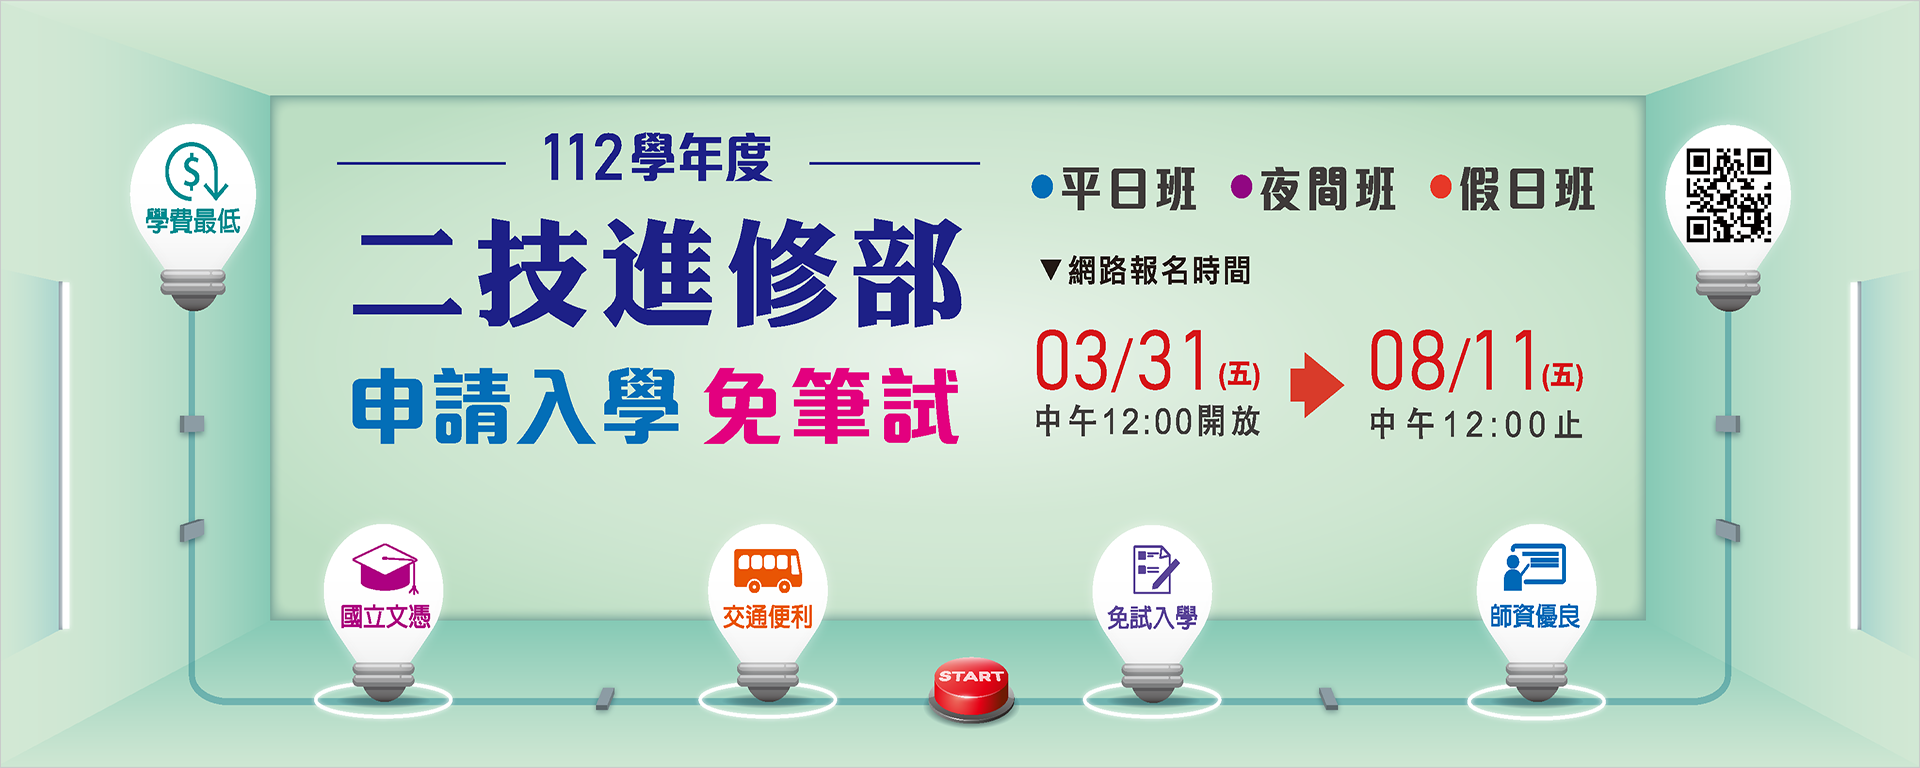 112學年度
二技進修部
申請入學 免筆試
●平日班 ●夜間班 ●假日班
▼網路報名時間
03/31(五) 08/11(五)
中午12:00開放 中午12:00止
學費最低
國立文憑
交通便利
START
免試入學
師資優良